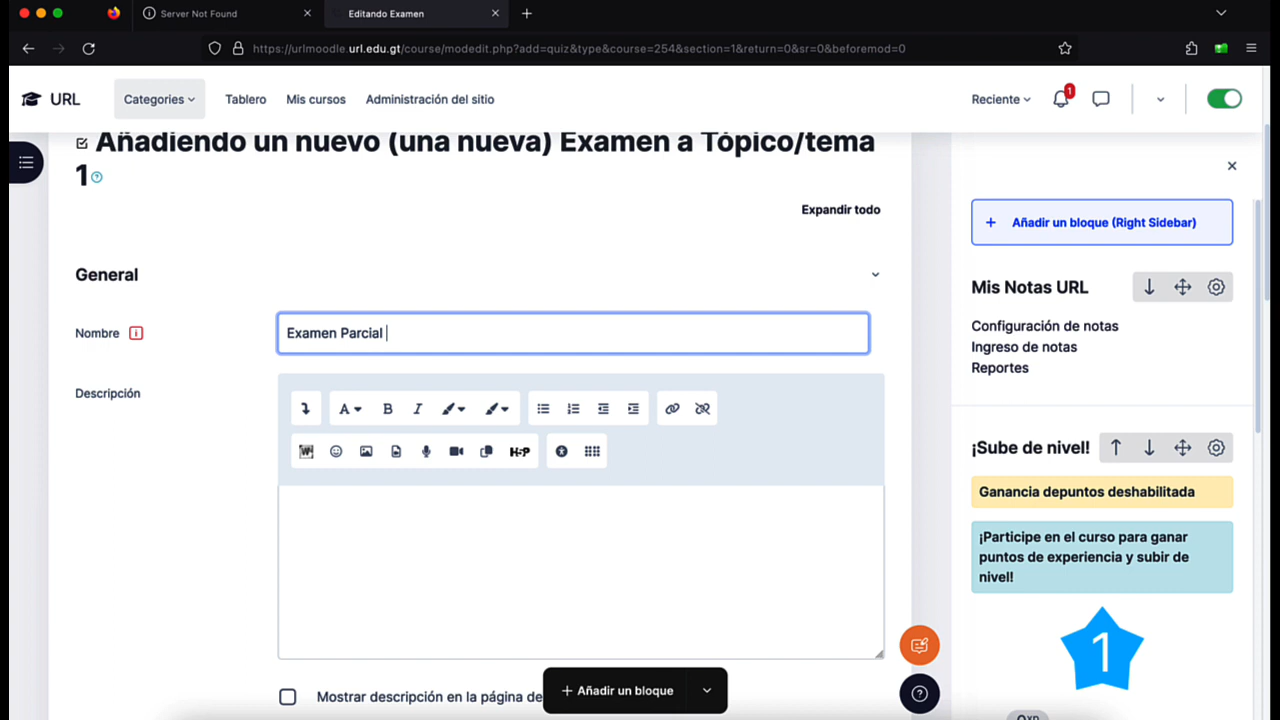 Server Not Found
Editando Examen
https://urlmoodle.url.edu.gt/course/modedit.php?add=quiz&type&course=254&section=1&return=0&sr=0&beforemod=0
URL
Categories
Tablero
Mis cursos
Administración del sitio
Reciente
1
Añadiendo un nuevo (una nueva) Examen a Tópico/tema
1
Expandir todo
General
Nombre
Examen Parcial
Descripción
A
B
I
H5P
Mostrar descripción en la página de
+ Añadir un bloque
+ Añadir un bloque (Right Sidebar)
Mis Notas URL
Configuración de notas
Ingreso de notas
Reportes
¡Sube de nivel!
Ganancia depuntos deshabilitada
¡Participe en el curso para ganar
puntos de experiencia y subir de
nivel!
1